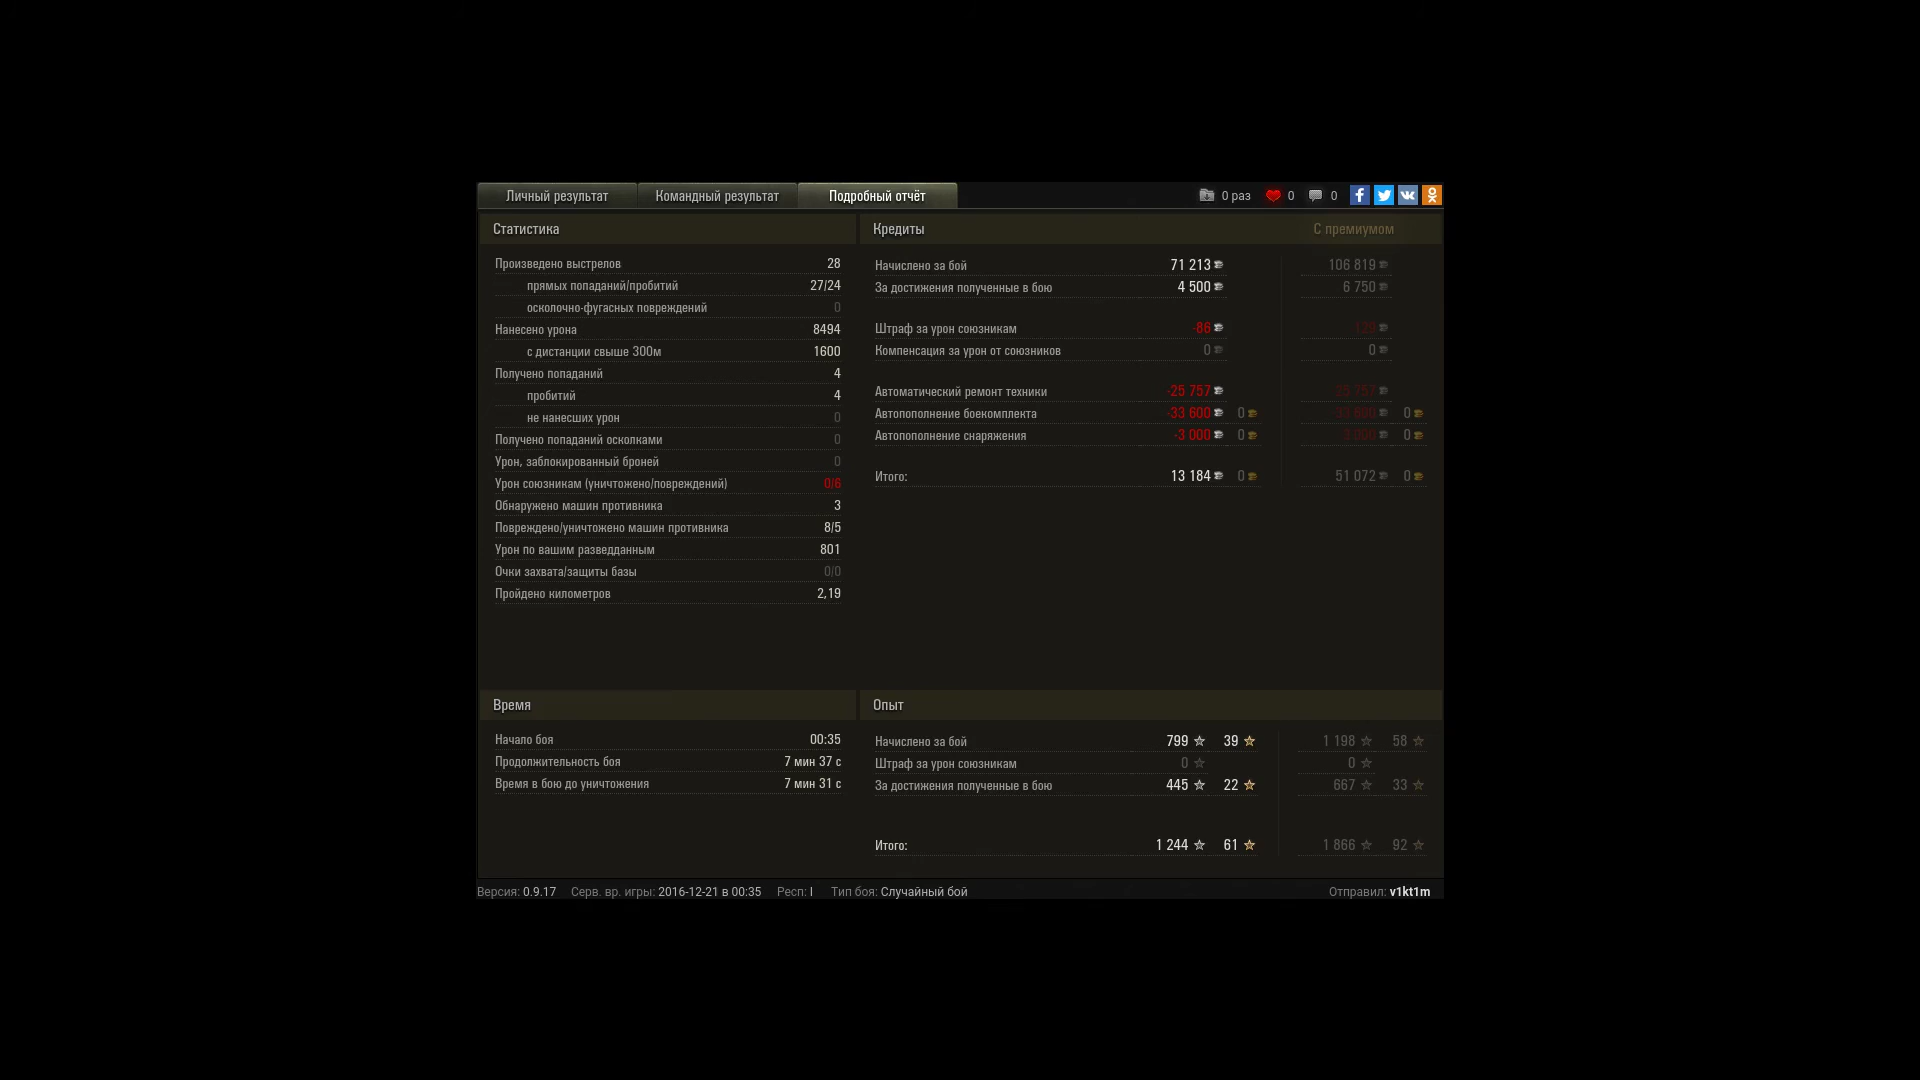 Личный результат Командный результат Подробный отчёт 0 раз 0 0
Статистика
Произведено выстрелов 28
прямых попаданий/пробитий 27/24
осколочно-фугасных повреждений 0
Нанесено урона 8494
с дистанции свыше 300м 1600
Получено попаданий 4
пробитий 4
не нанесших урон 0
Получено попаданий осколками 0
Урон, заблокированный броней 0
Урон союзникам (уничтожено/повреждений) 0/6
Обнаружено машин противника 3
Повреждено/уничтожено машин противника 8/5
Урон по вашим разведданным 801
Очки захвата/защиты базы 0/0
Пройдено километров 2,19
Кредиты С премиумом
Начислено за бой 71 213 106 819
За достижения полученные в бою 4 500 6 750
Штраф за урон союзникам -86
Компенсация за урон от союзников 0 0
Автоматический ремонт техники -25 757 -25 757
Автопополнение боекомплекта -33 600 0 -33 600 0
Автопополнение снаряжения -3 000 0 -3 000 0
Итого: 13 184 0 51 072 0
Время
Начало боя 00:35
Продолжительность боя 7 мин 37 с
Время в бою до уничтожения 7 мин 31 с
Опыт
Начислено за бой 799 39 1 198 58
Штраф за урон союзникам 0 0
За достижения полученные в бою 445 22 667 33
Итого: 1 244 61 1 866 92
Версия: 0.9.17 Серв. вр. игры: 2016-12-21 в 00:35 Респ: I Тип боя: Случайный бой Отправил: v1kt1m